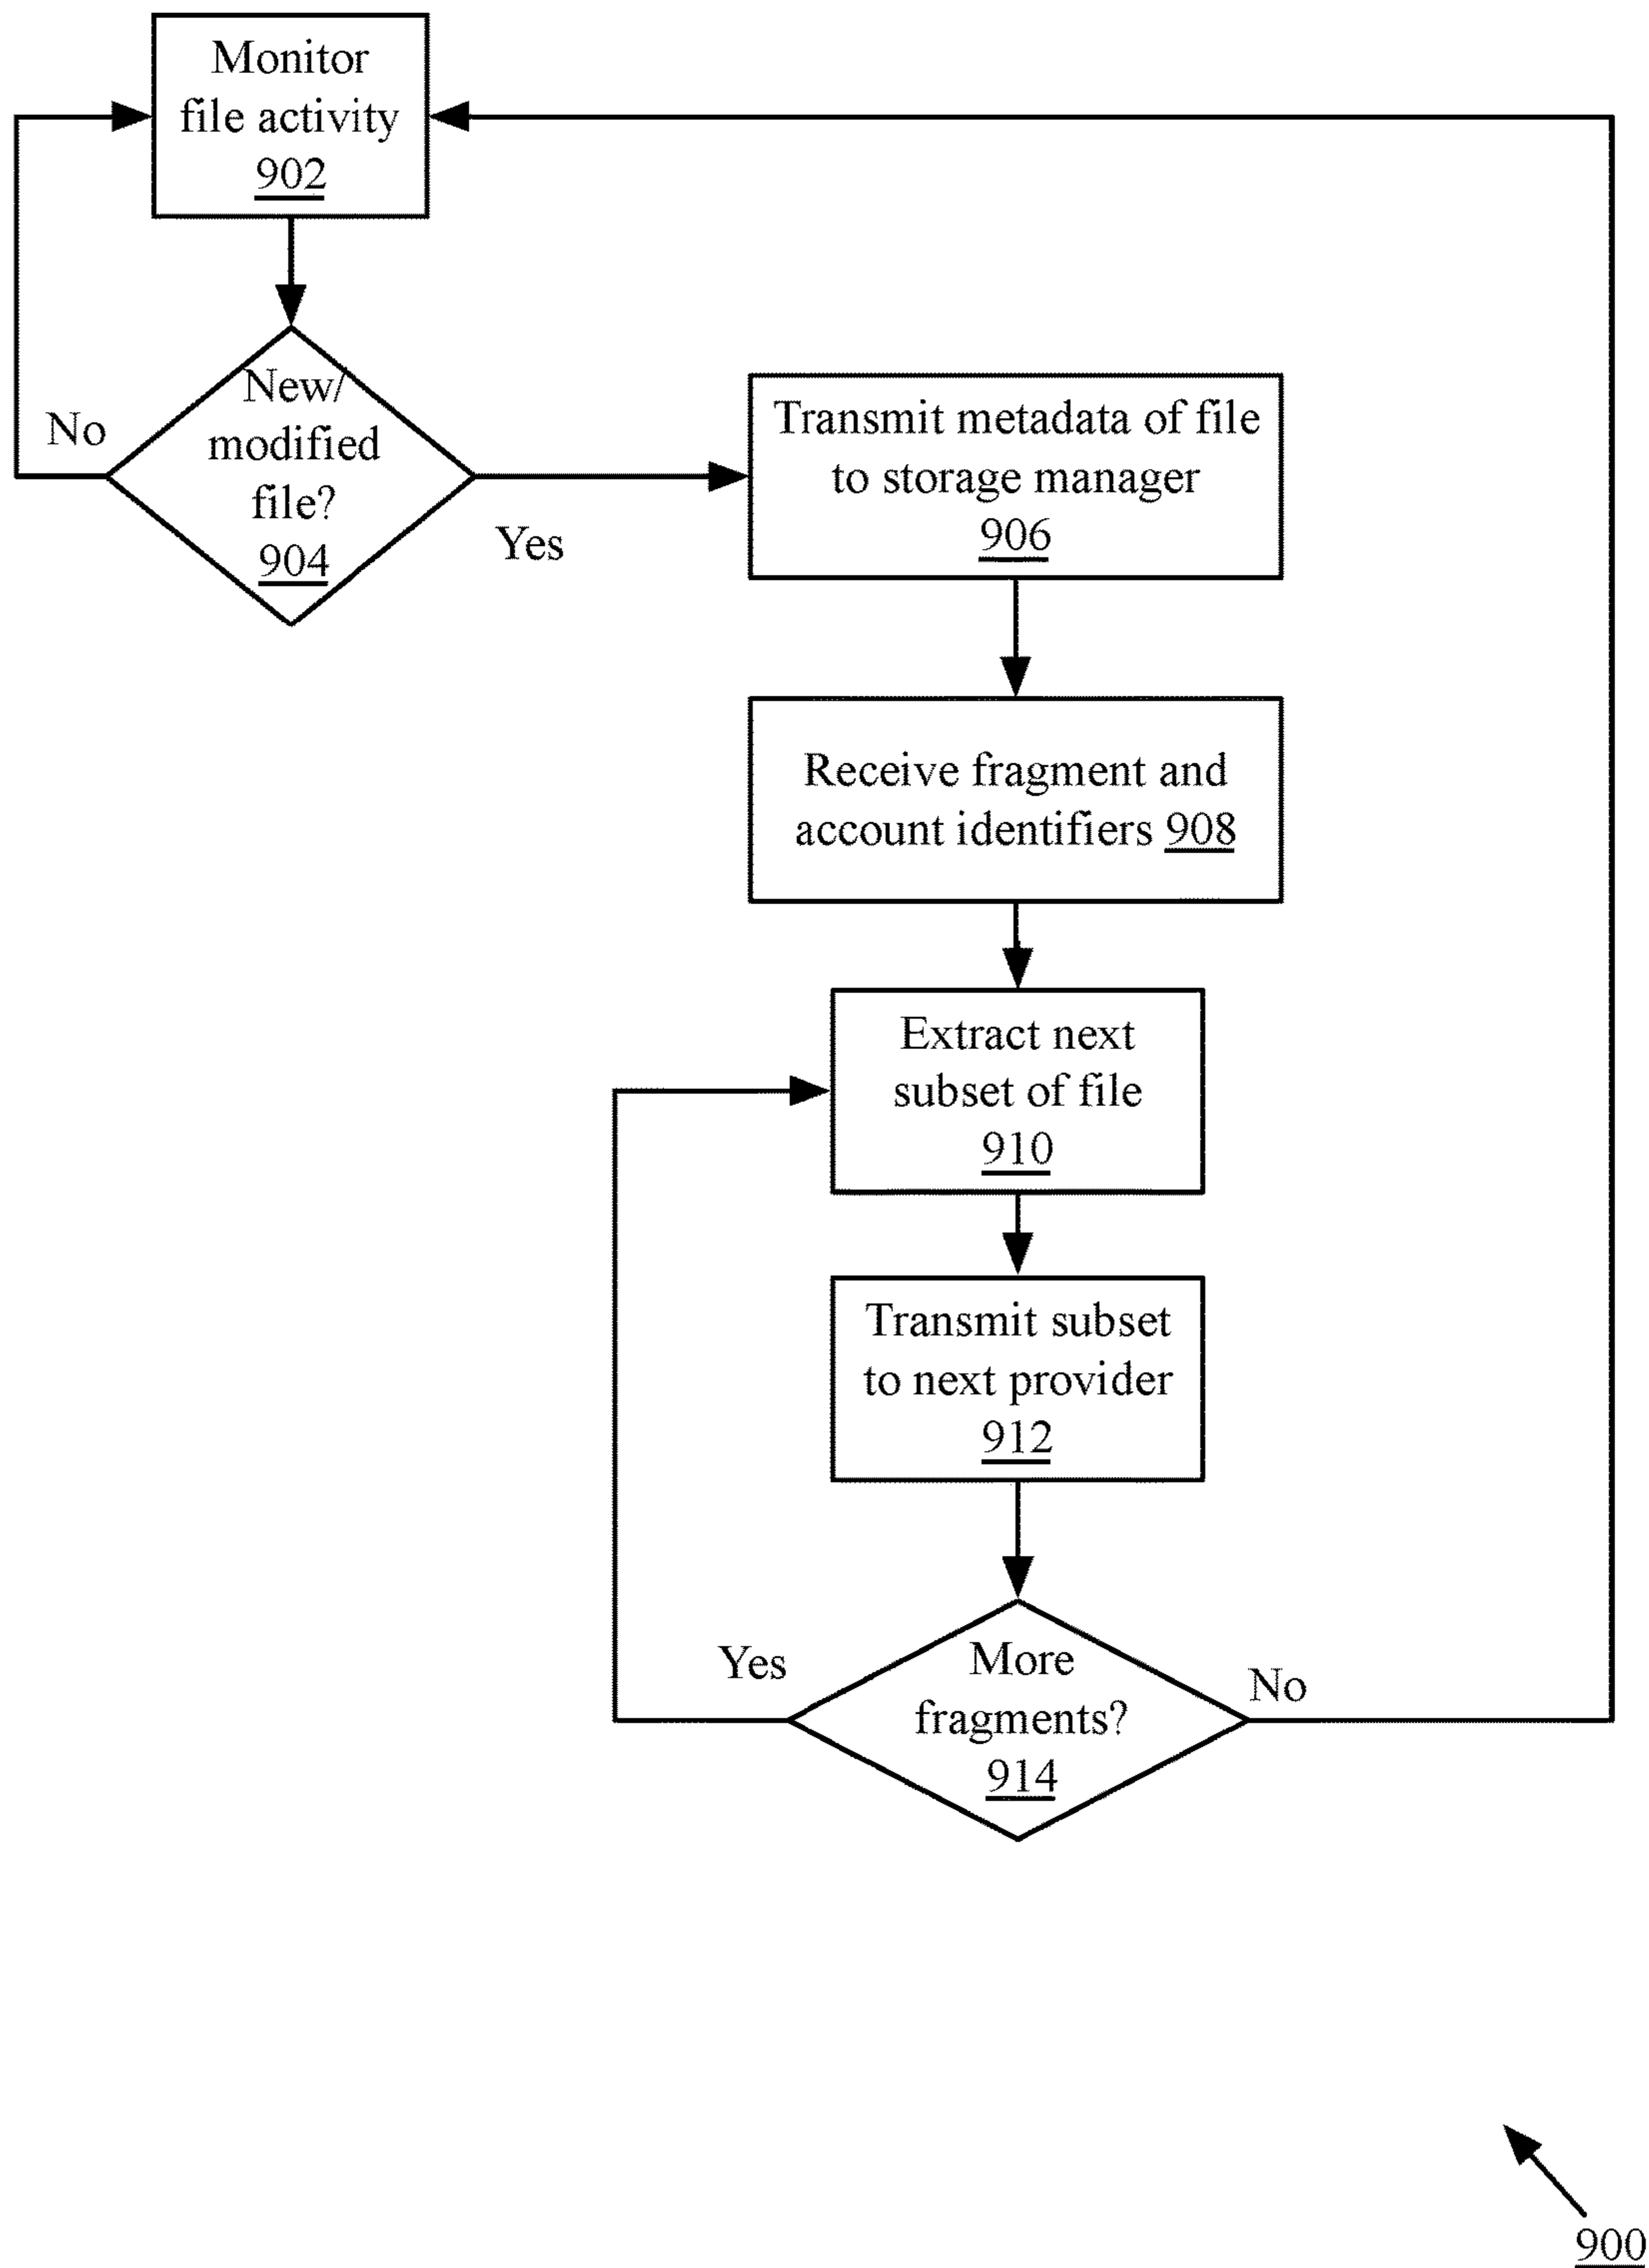 Monitor
file activity
902
New/
modified
file?
904
No
Yes
Transmit metadata of file
to storage manager
906
Receive fragment and
account identifiers 908
Extract next
subset of file
910
Transmit subset
to next provider
912
More
fragments?
914
Yes
No
900